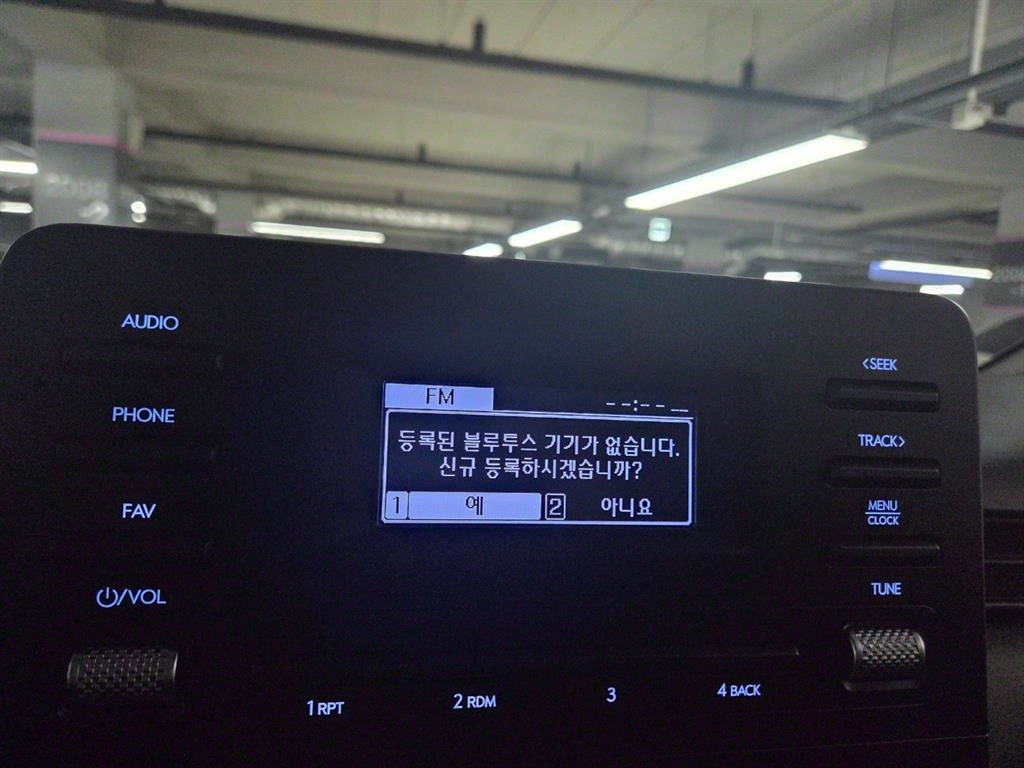 AUDIO
<SEEK
PHONE
FM
--:-- --
등록된 블루투스 기기가 없습니다.
신규 등록하시겠습니까?
1 예 2 아니요
TRACK>
FAV
MENU
CLOCK
⏻/VOL
TUNE
1 RPT
2 RDM
3
4 BACK